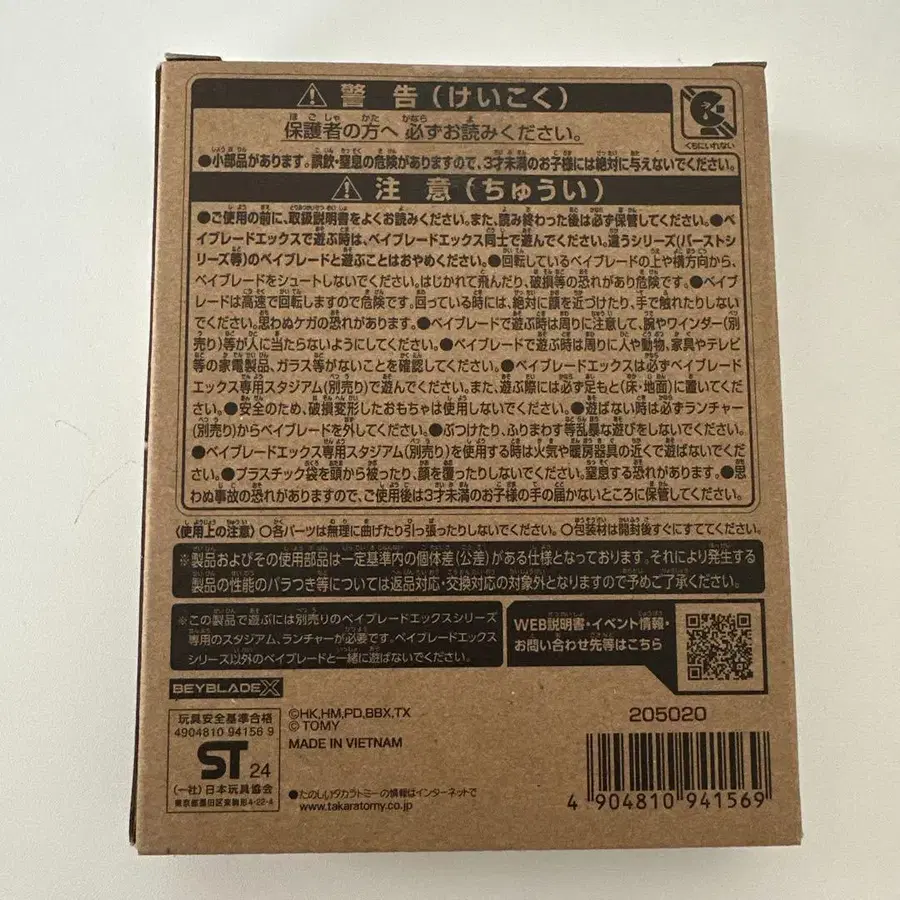 ⚠ 警告(けいこく)
保護者の方へ 必ずお読みください。
くちにいれない
●小部品があります。誤飲・窒息の危険がありますので、3才未満のお子様には絶対に与えないでください。
⚠ 注意(ちゅうい)
●ご使用の前に、取扱説明書をよくお読みください。また、読み終わった後は必ず保管してください。●ベ
イブレードエックスで遊ぶ時は、ベイブレードエックス同士で遊んでください。違うシリーズ(バーストシリ
ーズ等)のベイブレードと遊ぶことはおやめください。●回転しているベイブレードの上や横方向から、
ベイブレードをシュートしないでください。はじかれて飛んだり、破損等の恐れがあり危険です。●ベイブ
レードは高速で回転しますので危険です。回っている時には、絶対に顔を近づけたり、手で触れたりしない
でください。思わぬケガの恐れがあります。●ベイブレードで遊ぶ時は周りに注意して、腕やワインダー(別
売り)等が人に当たらないようにしてください。●ベイブレードで遊ぶ時は周りに人や動物、家具やテレビ
等の家電製品、ガラス等がないことを確認してください。●ベイブレードエックスは必ずベイブレード
エックス専用スタジアム(別売り)で遊んでください。また、遊ぶ際には必ず足もと(床・地面)に置いてくだ
さい。●安全のため、破損変形したおもちゃは使用しないでください。●遊ばない時は必ずランチャー
(別売り)からベイブレードを外してください。●ぶつけたり、ふりまわす等乱暴な遊びをしないでください。
●ベイブレードエックス専用スタジアム(別売り)を使用する時は火気や暖房器具の近くで遊ばないでくだ
さい。●プラスチック袋を頭から被ったり、顔を覆ったりしないでください。窒息する恐れがあります。●思
わぬ事故の恐れがありますので、ご使用後は3才未満のお子様の手の届かないところに保管してください。
〈使用上の注意〉○各パーツは無理に曲げたり引っ張ったりしないでください。○包装材は開封後すぐにすててください。
※製品およびその使用部品は一定基準内の個体差(公差)がある仕様となっております。それにより発生する
製品の性能のバラつき等については返品対応・交換対応の対象外となりますので予めご了承ください。
※この製品で遊ぶには別売りのベイブレードエックスシリーズ
専用のスタジアム、ランチャーが必要です。ベイブレードエックス
シリーズ以外のベイブレードと一緒に遊ばないでください。
WEB説明書・イベント情報・
お問い合わせ先等はこちら
BEYBLADE X
玩具安全基準合格
4904810 94156 9
ST 24
(一社)日本玩具協会
東京都墨田区東駒形4-22-4
©HK,HM,PD,BBX,TX
© TOMY
MADE IN VIETNAM
●たのしいタカラトミーの情報はインターネットで
www.takaratomy.co.jp
205020
4 904810 941569